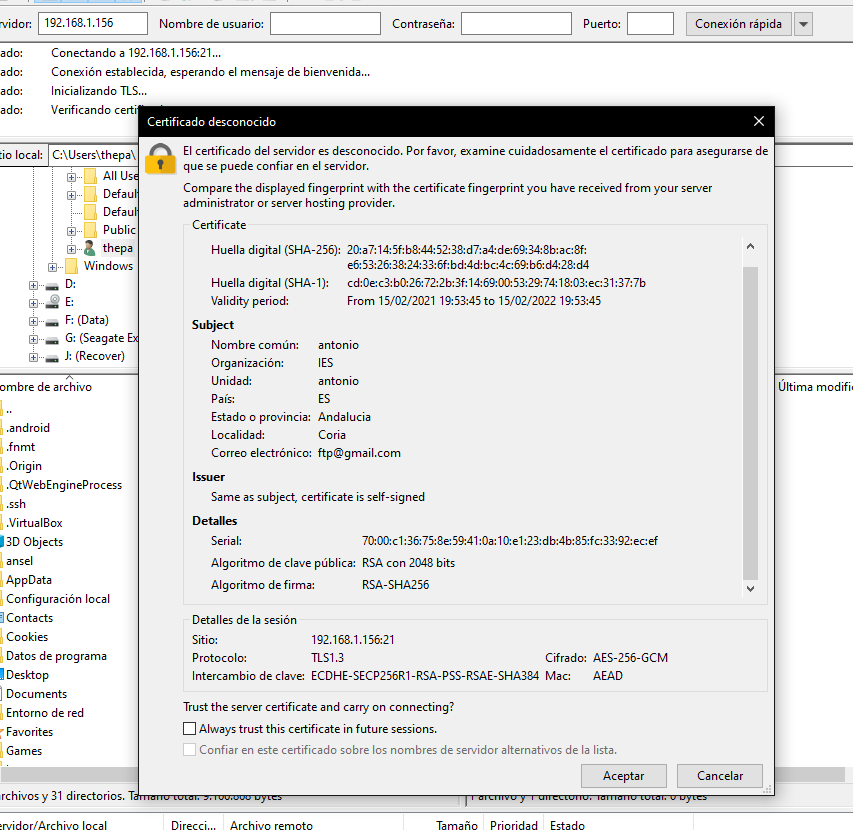 rvidor: 192.168.1.156 Nombre de usuario: Contraseña: Puerto: Conexión rápida
ado: Conectando a 192.168.1.156:21...
ado: Conexión establecida, esperando el mensaje de bienvenida...
ado: Inicializando TLS...
ado: Verificando certi
tio local: C:\Users\thepa\
All Use
Default
Default
Public
thepa
Windows
D:
E:
F: (Data)
G: (Seagate Ex
J: (Recover)
ombre de archivo
..
.android
.fnmt
.Origin
.QtWebEngineProcess
.ssh
.VirtualBox
3D Objects
ansel
AppData
Configuración local
Contacts
Cookies
Datos de programa
Desktop
Documents
Entorno de red
Favorites
Games
Certificado desconocido
El certificado del servidor es desconocido. Por favor, examine cuidadosamente el certificado para asegurarse de
que se puede confiar en el servidor.
Compare the displayed fingerprint with the certificate fingerprint you have received from your server
administrator or server hosting provider.
Certificate
Huella digital (SHA-256): 20:a7:14:5f:b8:44:52:38:d7:a4:de:69:34:8b:ac:8f:
e6:53:26:38:24:33:6f:bd:4d:bc:4c:69:b6:d4:28:d4
Huella digital (SHA-1): cd:0e:c3:b0:26:72:2b:3f:14:69:00:53:29:74:18:03:ec:31:37:7b
Validity period: From 15/02/2021 19:53:45 to 15/02/2022 19:53:45
Subject
Nombre común: antonio
Organización: IES
Unidad: antonio
País: ES
Estado o provincia: Andalucia
Localidad: Coria
Correo electrónico: ftp@gmail.com
Issuer
Same as subject, certificate is self-signed
Detalles
Serial: 70:00:c1:36:75:8e:59:41:0a:10:e1:23:db:4b:85:fc:33:92:ec:ef
Algoritmo de clave pública: RSA con 2048 bits
Algoritmo de firma: RSA-SHA256
Detalles de la sesión
Sitio: 192.168.1.156:21
Protocolo: TLS1.3 Cifrado: AES-256-GCM
Intercambio de clave: ECDHE-SECP256R1-RSA-PSS-RSAE-SHA384 Mac: AEAD
Trust the server certificate and carry on connecting?
Always trust this certificate in future sessions.
Confiar en este certificado sobre los nombres de servidor alternativos de la lista.
Aceptar Cancelar
Última modifi
rchivos y 31 directorios. Tamaño total: 9.100.808 bytes
1 archivo y 1 directorio. Tamaño total: 0 bytes
ervidor/Archivo local Direcci... Archivo remoto Tamaño Prioridad Estado